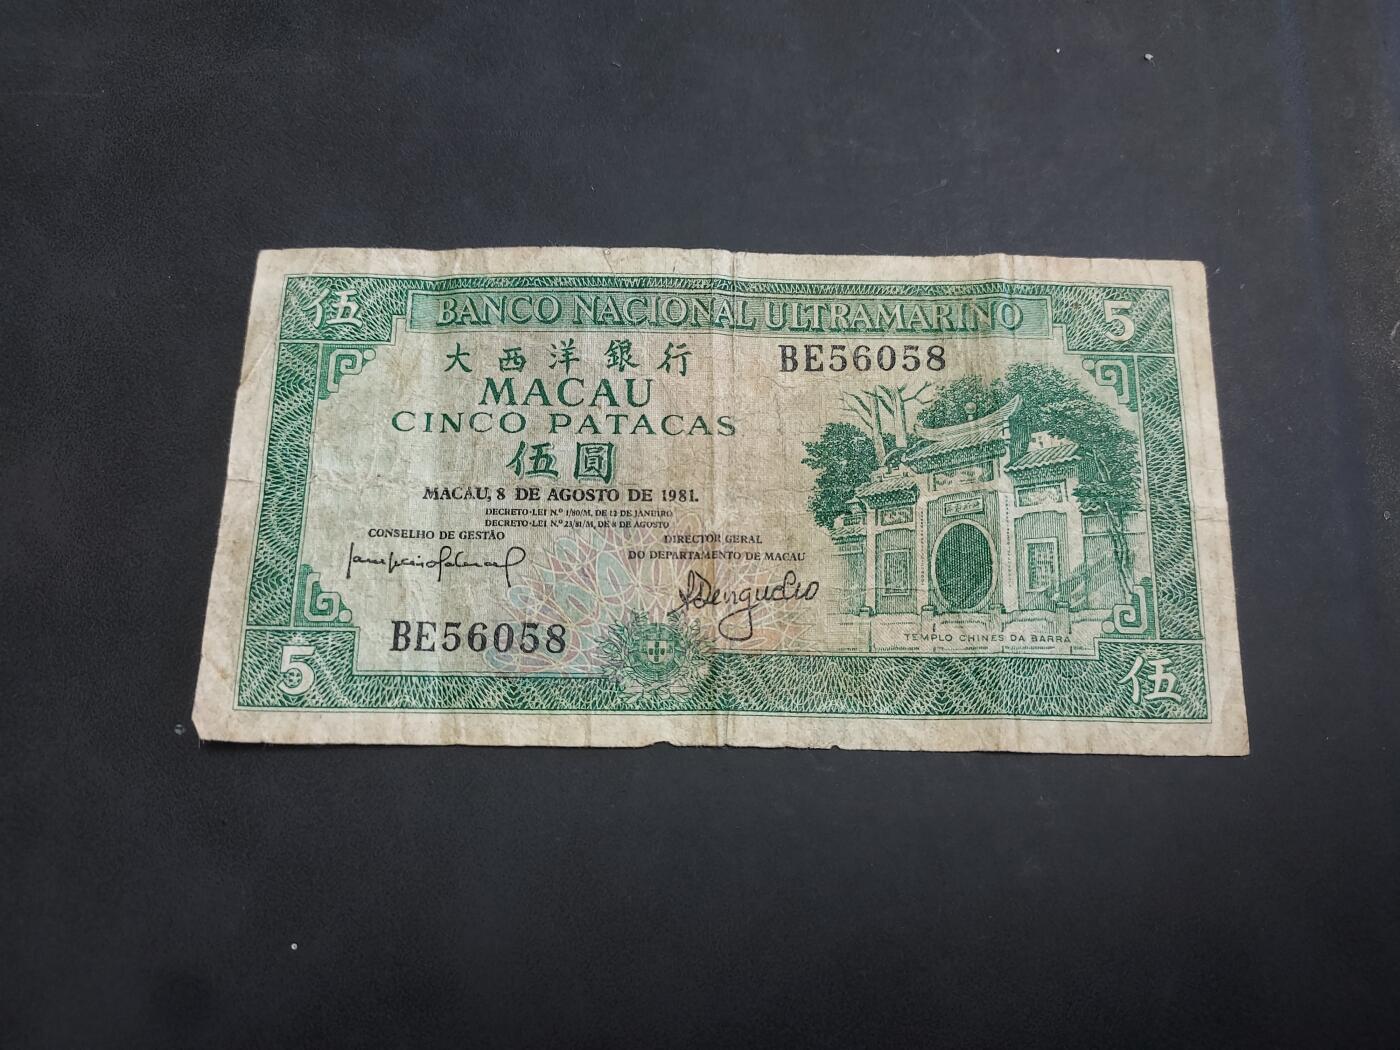 伍 BANCO NACIONAL ULTRAMARINO 5
大西洋銀行 BE56058
MACAU
CINCO PATACAS
伍圓
MACAU, 8 DE AGOSTO DE 1981.
DECRETO-LEI N.º 1/80/M, DE 12 DE JANEIRO
DECRETO-LEI N.º 23/81/M, DE 8 DE AGOSTO
CONSELHO DE GESTÃO
DIRECTOR GERAL
DO DEPARTAMENTO DE MACAU
BE56058
TEMPLO CHINES DA BARRA
5 伍